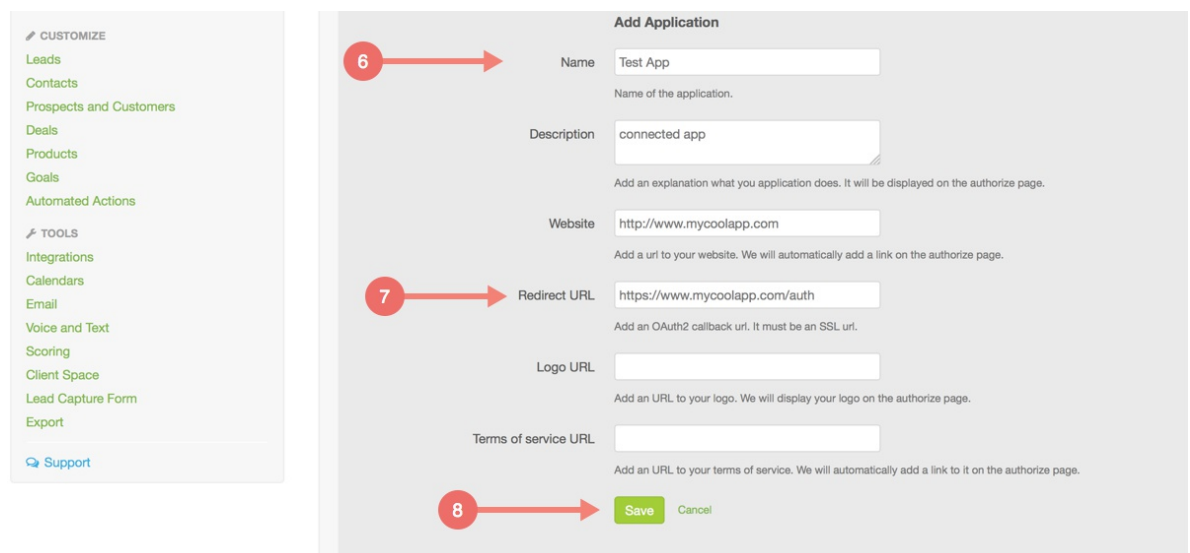 CUSTOMIZE
Leads
Contacts
Prospects and Customers
Deals
Products
Goals
Automated Actions
TOOLS
Integrations
Calendars
Email
Voice and Text
Scoring
Client Space
Lead Capture Form
Export
Support
Add Application
6
Name
Test App
Name of the application.
Description
connected app
Add an explanation what you application does. It will be displayed on the authorize page.
Website
http://www.mycoolapp.com
Add a url to your website. We will automatically add a link on the authorize page.
7
Redirect URL
https://www.mycoolapp.com/auth
Add an OAuth2 callback url. It must be an SSL url.
Logo URL
Add an URL to your logo. We will display your logo on the authorize page.
Terms of service URL
Add an URL to your terms of service. We will automatically add a link to it on the authorize page.
8
Save
Cancel